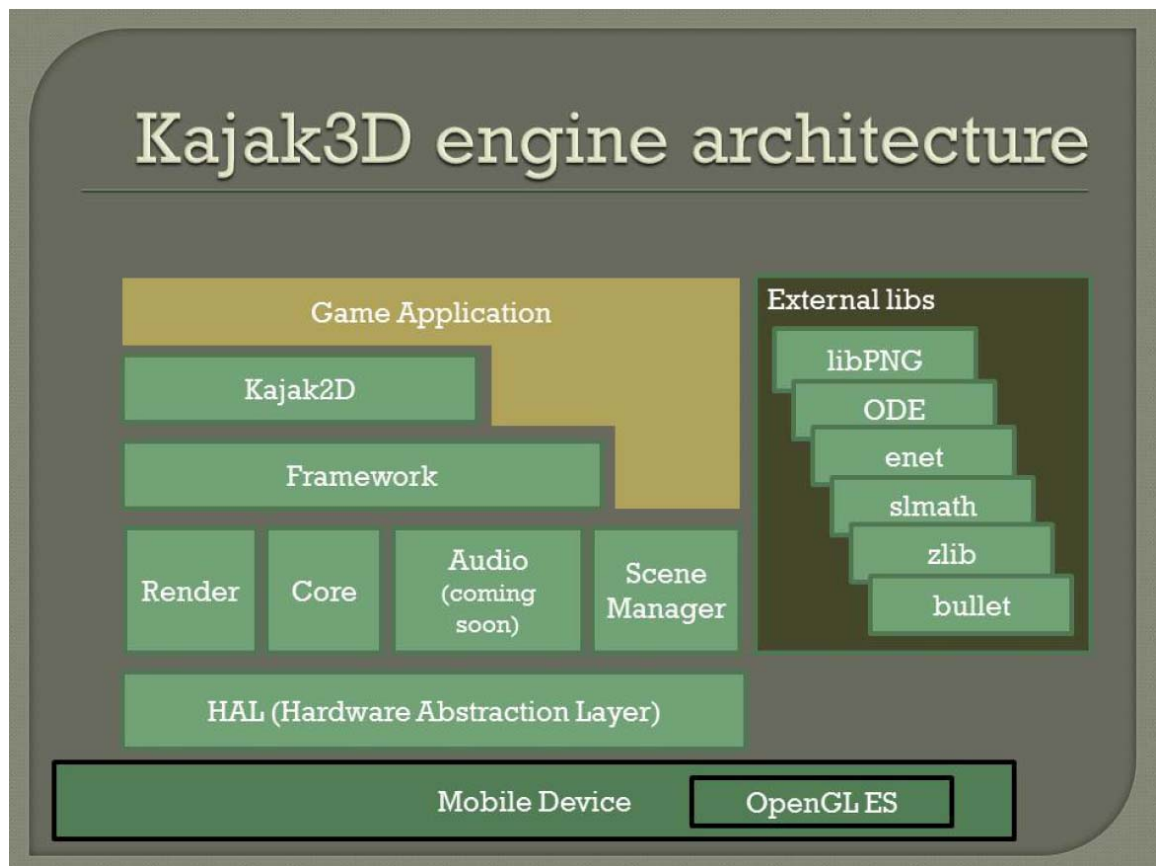 Kajak3D engine architecture
Game Application
Kajak2D
Framework
Render
Core
Audio
(coming
soon)
Scene
Manager
HAL (Hardware Abstraction Layer)
Mobile Device
OpenGL ES
External libs
libPNG
ODE
enet
slmath
zlib
bullet